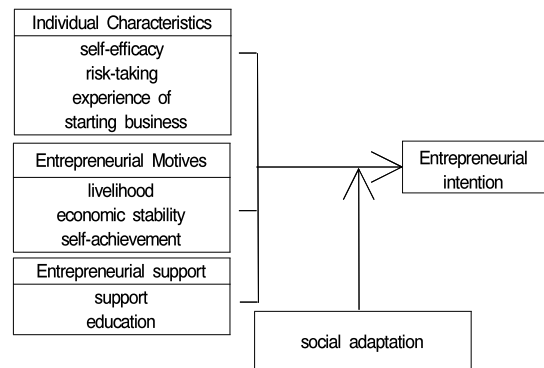 Individual Characteristics
self-efficacy
risk-taking
experience of
starting business
Entrepreneurial Motives
livelihood
economic stability
self-achievement
Entrepreneurial support
support
education
Entrepreneurial
intention
social adaptation